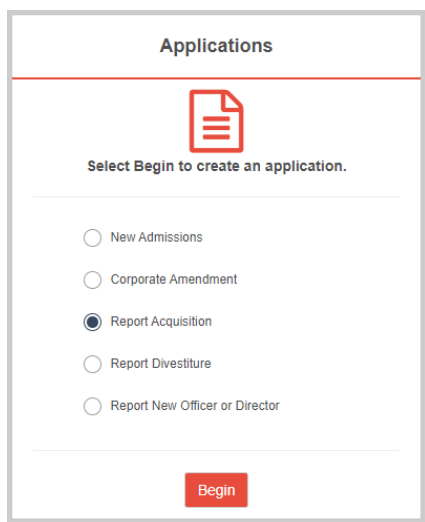 Applications
Select Begin to create an application.
New Admissions
Corporate Amendment
Report Acquisition
Report Divestiture
Report New Officer or Director
Begin